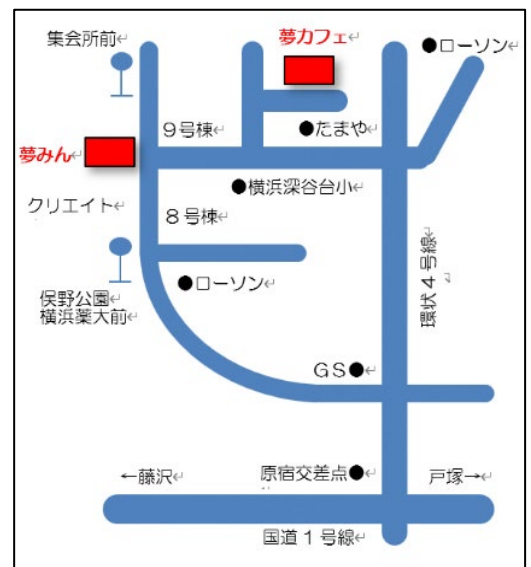 集会所前
夢カフェ
●ローソン
9号棟
●たまや
夢みん
●横浜深谷台小
クリエイト
8号棟
環状4号線
●ローソン
俣野公園
横浜薬大前
GS●
←藤沢
原宿交差点●
戸塚→
国道1号線